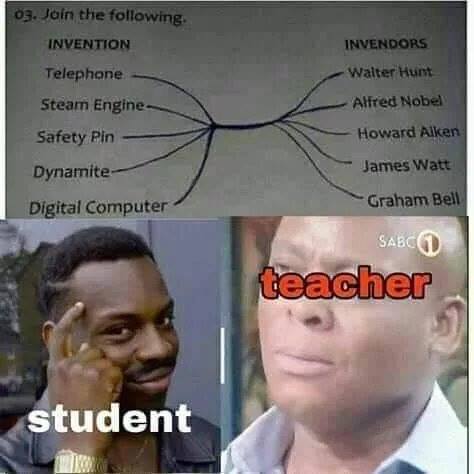 03. Join the following.
INVENTION INVENDORS
Telephone Walter Hunt
Steam Engine Alfred Nobel
Safety Pin Howard Aiken
Dynamite James Watt
Digital Computer Graham Bell
SABC 1
teacher
student